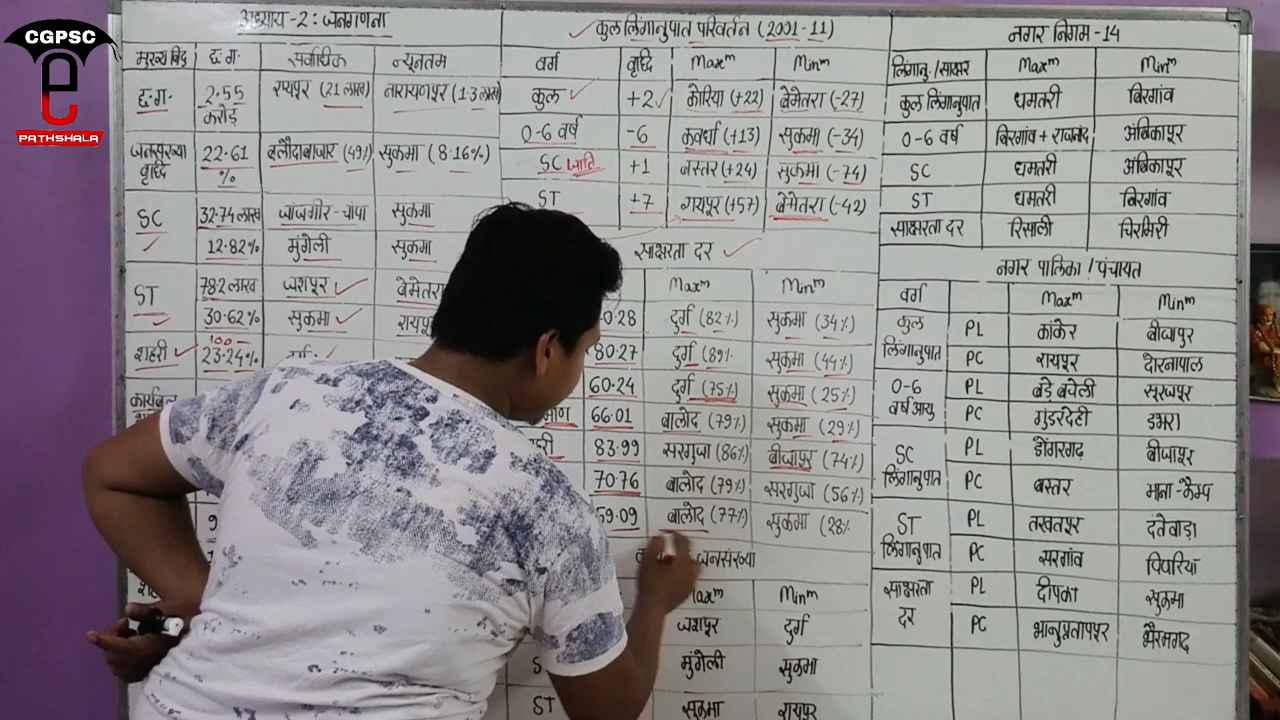 CGPSC
e
PATHSHALA
अध्याय-2: जनगणना
मुख्य बिंदु छ.ग. सर्वाधिक न्यूनतम
छ.ग. 2.55 करोड़ रायपुर (21 लाख) नारायणपुर (1.3 लाख)
जनसंख्या वृद्धि 22.61 % बलौदाबाजार (49%) सुकमा (8.16%)
SC 32.74 लाख जांजगीर-चांपा सुकमा
12.82% मुंगेली सुकमा
ST 78.2 लाख जशपुर बेमेतरा
30.62% सुकमा रायपुर
100-
शहरी 23.24%
कुल लिंगानुपात परिवर्तन (2001-11)
वर्ग वृद्धि Maxm Minm
कुल +2 कोरिया (+22) बेमेतरा (-27)
0-6 वर्ष -6 कवर्धा (+13) सुकमा (-34)
SC जाति +1 बस्तर (+24) सुकमा (-74)
ST +7 रायपुर (+57) बेमेतरा (-42)
साक्षरता दर
Maxm Minm
0.28 दुर्ग (82%) सुकमा (34%)
80.27 दुर्ग (89% सुकमा (44%)
60.24 दुर्ग (75%) सुकमा (25%)
66.01 बालोद (79%) सुकमा (29%)
83.99 सरगुजा (86%) बीजापुर (74%)
70.76 बालोद (79%) सरगुजा (56%)
59.09 बालोद (77%) सुकमा (28%
जनसंख्या
Maxm Minm
जशपुर दुर्ग
मुंगेली सुकमा
ST सुकमा रायपुर
नगर निगम-14
लिंगानु./साक्षर Maxm Minm
कुल लिंगानुपात धमतरी बिरगांव
0-6 वर्ष बिरगांव + राजनांद अंबिकापुर
SC धमतरी अंबिकापुर
ST धमतरी बिरगांव
साक्षरता दर रिसाली चिरमिरी
नगर पालिका/पंचायत
वर्ग Maxm Minm
कुल लिंगानुपात PL कांकेर बीजापुर
PC रायपुर दोरनापाल
0-6 वर्ष आयु PL बड़े बचेली सूरजपुर
PC गुंडरदेही डभरा
SC लिंगानुपात PL डोंगरगढ़ बीजापुर
PC बस्तर माना-कैम्प
ST लिंगानुपात PL तखतपुर दंतेवाड़ा
PC सरगांव पिपरिया
साक्षरता दर PL दीपका सुकमा
PC भानुप्रतापपुर भैरमगढ़